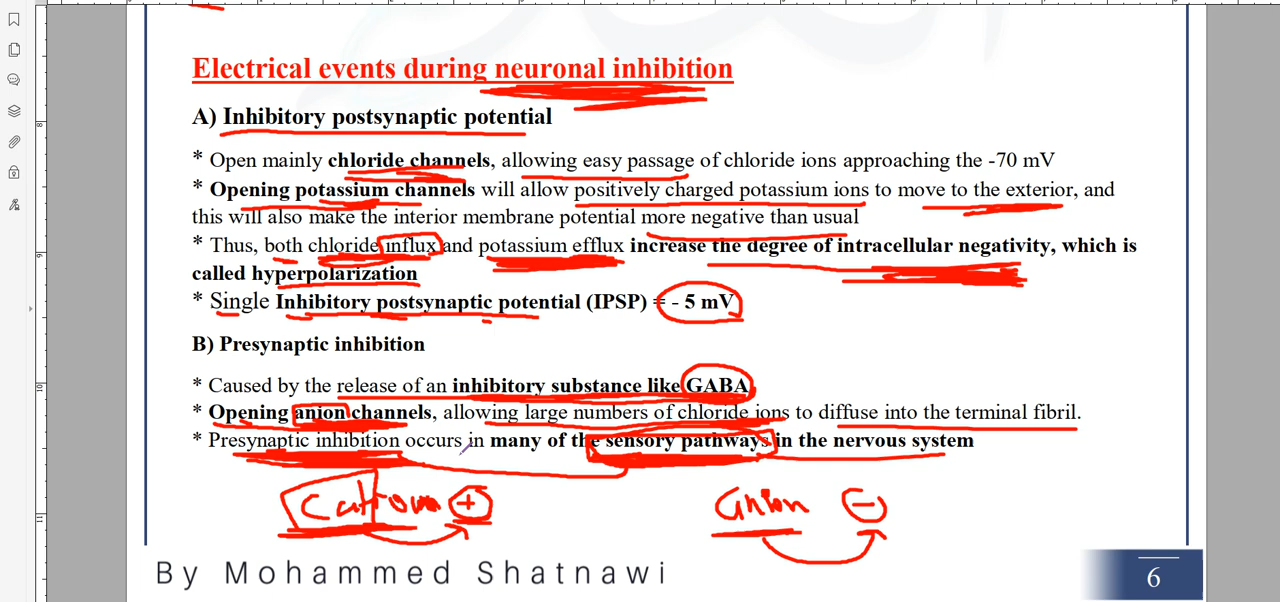 Electrical events during neuronal inhibition
A) Inhibitory postsynaptic potential
* Open mainly chloride channels, allowing easy passage of chloride ions approaching the -70 mV
* Opening potassium channels will allow positively charged potassium ions to move to the exterior, and
this will also make the interior membrane potential more negative than usual
* Thus, both chloride influx and potassium efflux increase the degree of intracellular negativity, which is
called hyperpolarization
* Single Inhibitory postsynaptic potential (IPSP) = - 5 mV
B) Presynaptic inhibition
* Caused by the release of an inhibitory substance like GABA
* Opening anion channels, allowing large numbers of chloride ions to diffuse into the terminal fibril.
* Presynaptic inhibition occurs in many of the sensory pathways in the nervous system
Cation + Anion -
By Mohammed Shatnawi
6